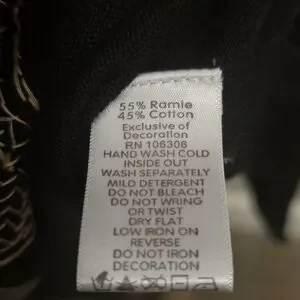 55% Ramie
45% Cotton
Exclusive of
Decoration
RN 106306
HAND WASH COLD
INSIDE OUT
WASH SEPARATELY
MILD DETERGENT
DO NOT BLEACH
DO NOT WRING
OR TWIST
DRY FLAT
LOW IRON ON
REVERSE
DO NOT IRON
DECORATION